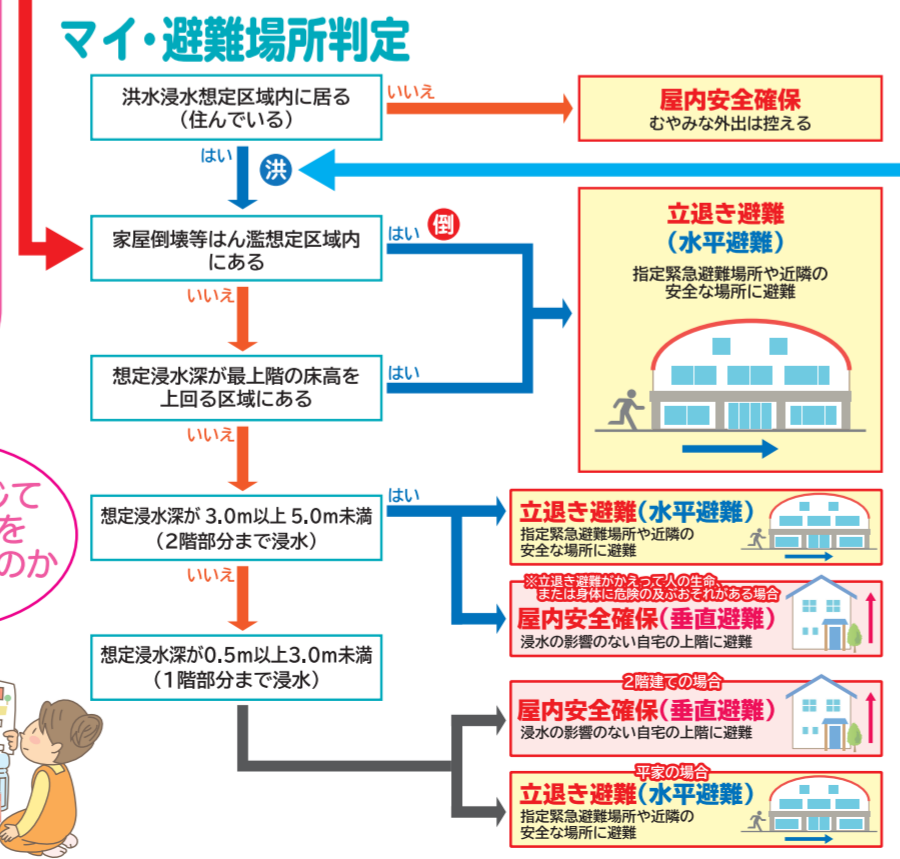 マイ・避難場所判定
洪水浸水想定区域内に居る
（住んでいる）
いいえ
屋内安全確保
むやみな外出は控える
はい
洪
家屋倒壊等はん濫想定区域内
にある
はい
倒
立退き避難
（水平避難）
指定緊急避難場所や近隣の
安全な場所に避難
いいえ
想定浸水深が最上階の床高を
上回る区域にある
はい
いいえ
想定浸水深が 3.0m以上 5.0m未満
（2階部分まで浸水）
はい
立退き避難（水平避難）
指定緊急避難場所や近隣の
安全な場所に避難
※立退き避難がかえって人の生命
または身体に危険の及ぶおそれがある場合
屋内安全確保（垂直避難）
浸水の影響のない自宅の上階に避難
いいえ
想定浸水深が0.5m以上3.0m未満
（1階部分まで浸水）
2階建ての場合
屋内安全確保（垂直避難）
浸水の影響のない自宅の上階に避難
平家の場合
立退き避難（水平避難）
指定緊急避難場所や近隣の
安全な場所に避難
て
を
のか